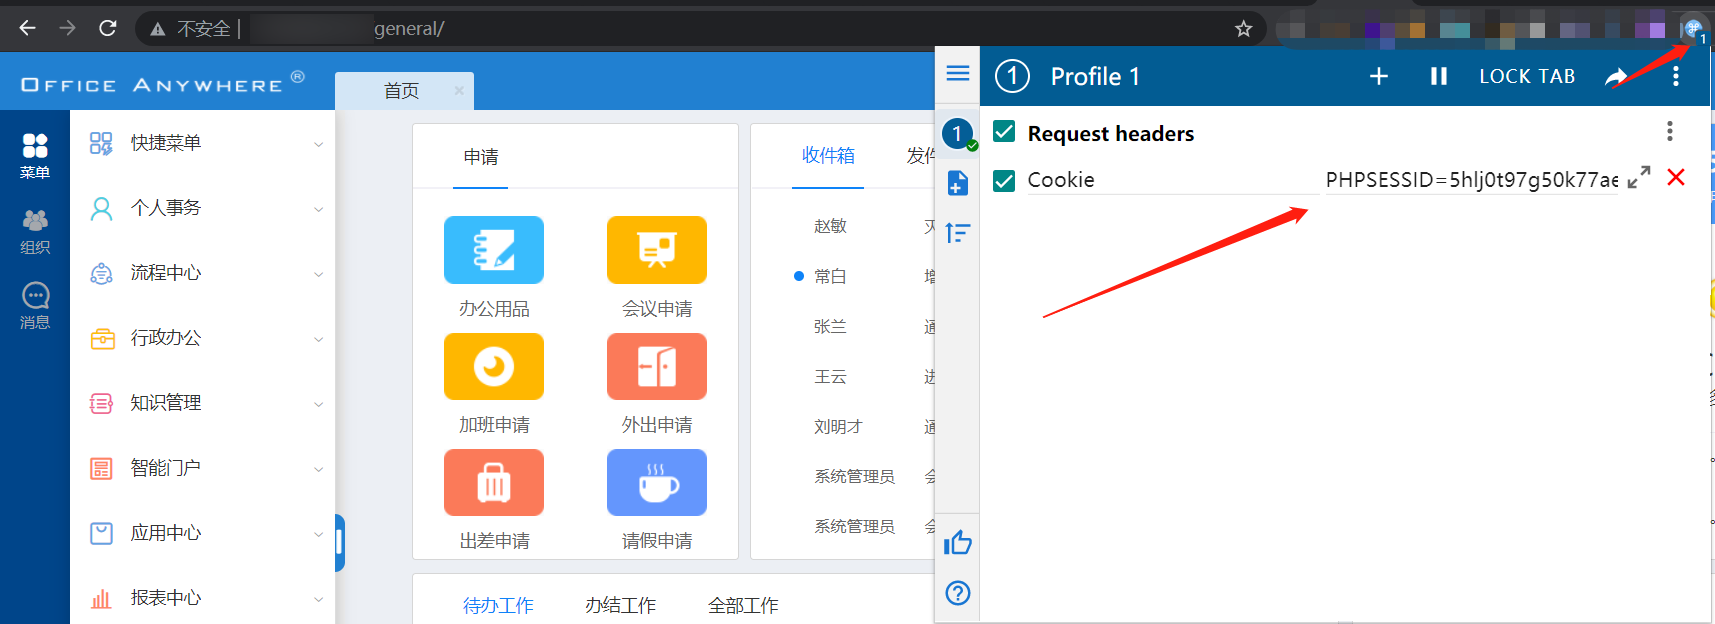 不安全 | general/
OFFICE ANYWHERE®
首页
菜单
组织
消息
快捷菜单
个人事务
流程中心
行政办公
知识管理
智能门户
应用中心
报表中心
申请
办公用品
会议申请
加班申请
外出申请
出差申请
请假申请
收件箱
发件
赵敏
常白
张兰
王云
刘明才
系统管理员
系统管理员
待办工作 办结工作 全部工作
1 Profile 1 LOCK TAB
1
1
Request headers
Cookie PHPSESSID=5hlj0t97g50k77ae